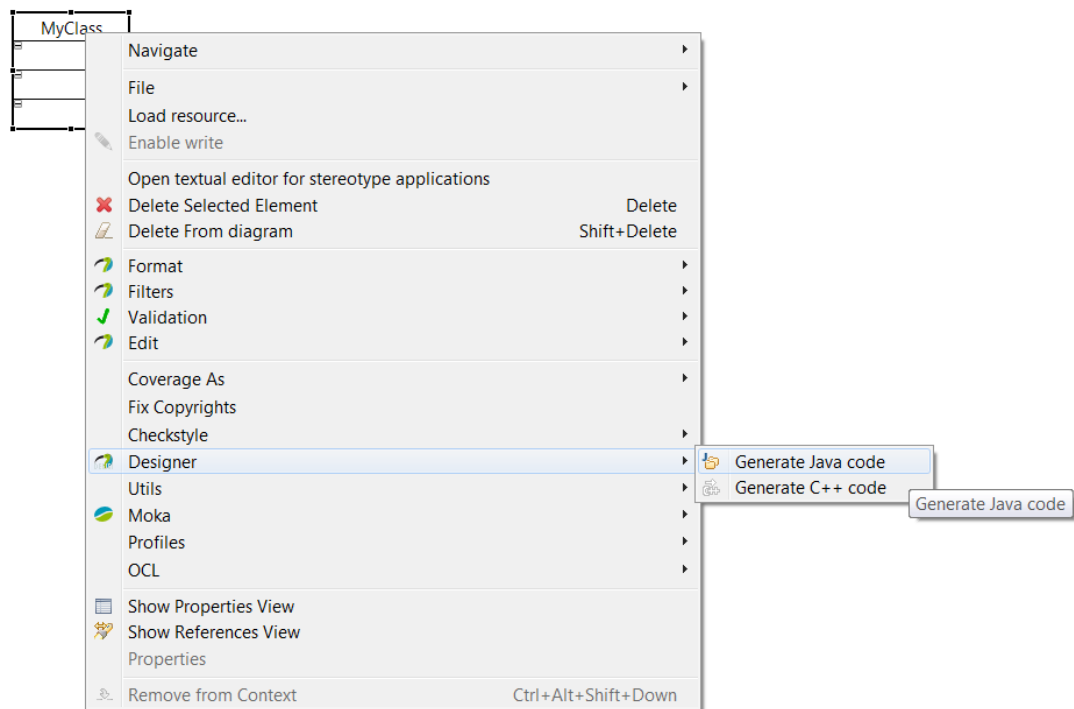 MyClass
Navigate
File
Load resource...
Enable write
Open textual editor for stereotype applications
Delete Selected Element Delete
Delete From diagram Shift+Delete
Format
Filters
Validation
Edit
Coverage As
Fix Copyrights
Checkstyle
Designer
Generate Java code
Utils
Generate C++ code
Generate Java code
Moka
Profiles
OCL
Show Properties View
Show References View
Properties
Remove from Context Ctrl+Alt+Shift+Down